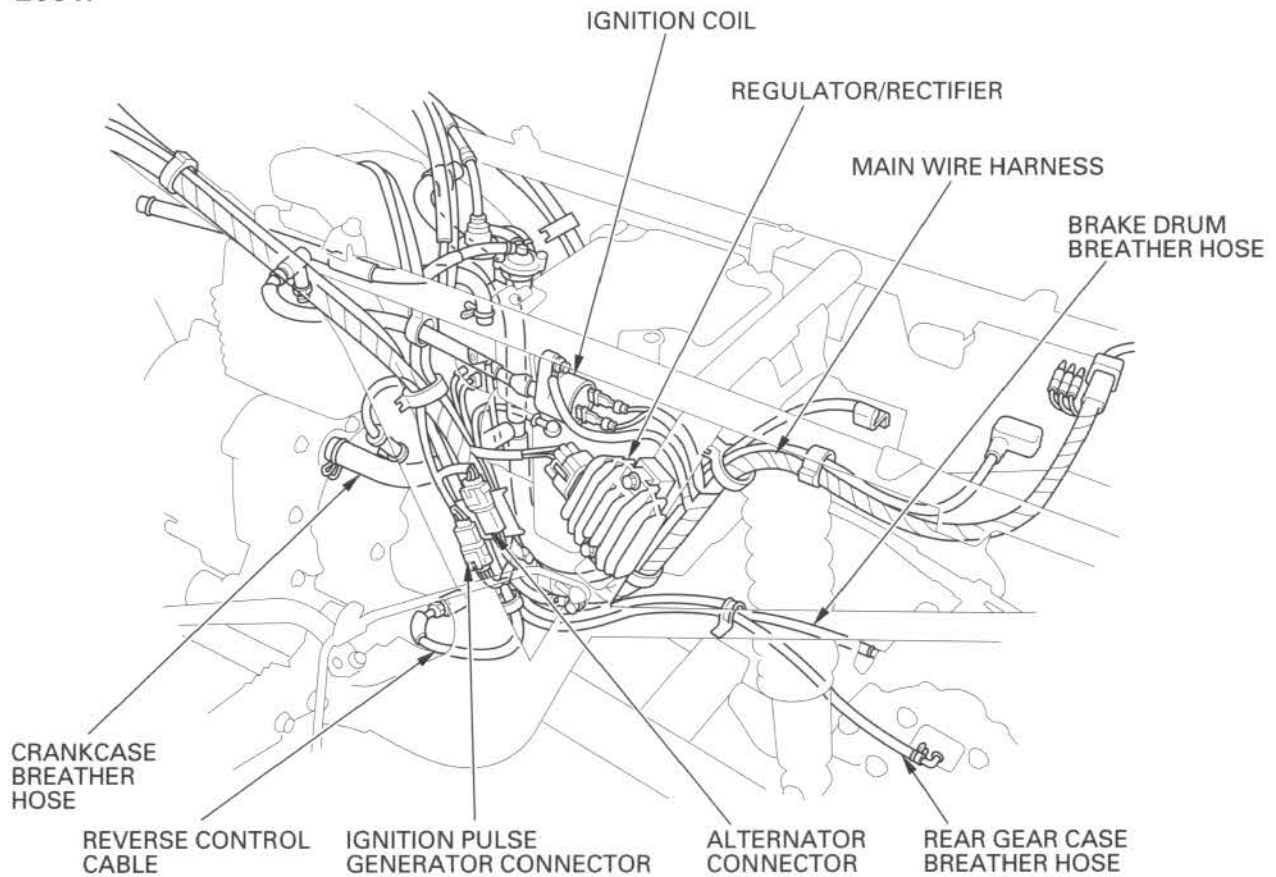 IGNITION COIL
REGULATOR/RECTIFIER
MAIN WIRE HARNESS
BRAKE DRUM
BREATHER HOSE
CRANKCASE
BREATHER
HOSE
REVERSE CONTROL
CABLE
IGNITION PULSE
GENERATOR CONNECTOR
ALTERNATOR
CONNECTOR
REAR GEAR CASE
BREATHER HOSE